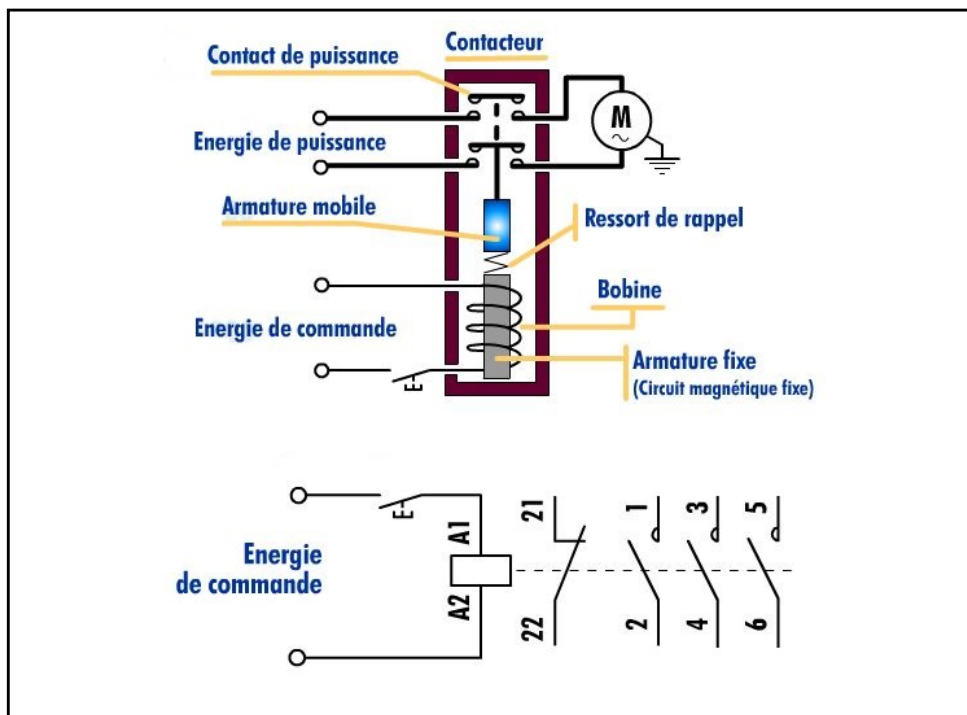 Contacteur
Contact de puissance
M
~
Energie de puissance
Armature mobile
Ressort de rappel
Bobine
Energie de commande
Armature fixe
(Circuit magnétique fixe)
Energie
de commande
A1
A2
21
22
1
2
3
4
5
6